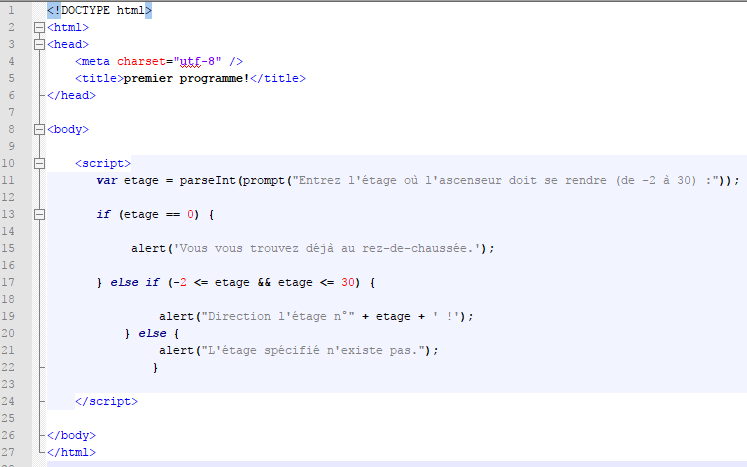 1 <!DOCTYPE html>
2 <html>
3 <head>
4 <meta charset="utf-8" />
5 <title>premier programme!</title>
6 </head>
7
8 <body>
9
10 <script>
11 var etage = parseInt(prompt("Entrez l'étage où l'ascenseur doit se rendre (de -2 à 30) :"));
12
13 if (etage == 0) {
14
15 alert('Vous vous trouvez déjà au rez-de-chaussée.');
16
17 } else if (-2 <= etage && etage <= 30) {
18
19 alert("Direction l'étage n°" + etage + ' !');
20 } else {
21 alert("L'étage spécifié n'existe pas.");
22 }
23
24 </script>
25
26 </body>
27 </html>